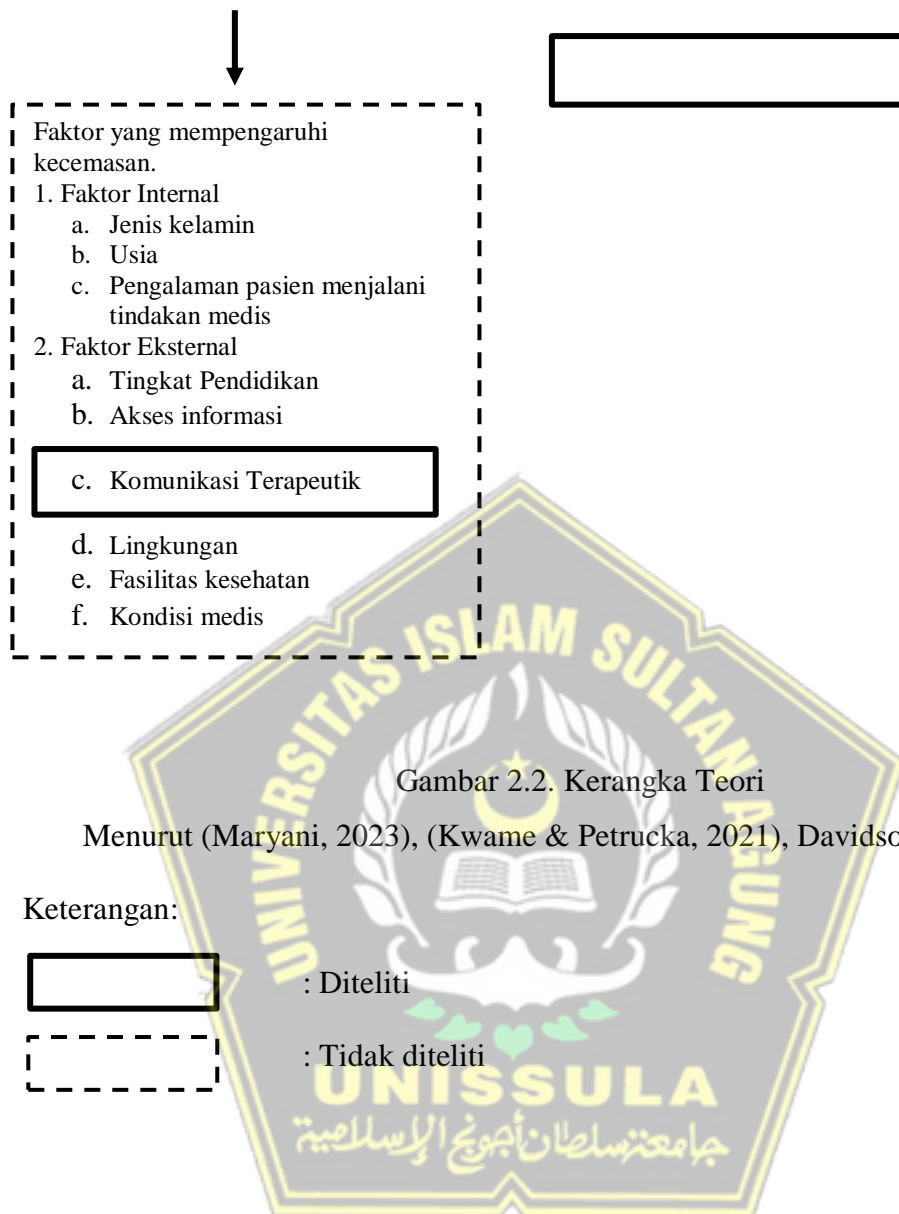 Faktor yang mempengaruhi
kecemasan.
1. Faktor Internal
a. Jenis kelamin
b. Usia
c. Pengalaman pasien menjalani
tindakan medis
2. Faktor Eksternal
a. Tingkat Pendidikan
b. Akses informasi
c. Komunikasi Terapeutik
d. Lingkungan
e. Fasilitas kesehatan
f. Kondisi medis
Gambar 2.2. Kerangka Teori
Menurut (Maryani, 2023), (Kwame & Petrucka, 2021), Davidso
Keterangan:
: Diteliti
: Tidak diteliti
UNIVERSITAS ISLAM SULTAN AGUNG
UNISSULA
جامعة سلطان أجونج الإسلامية